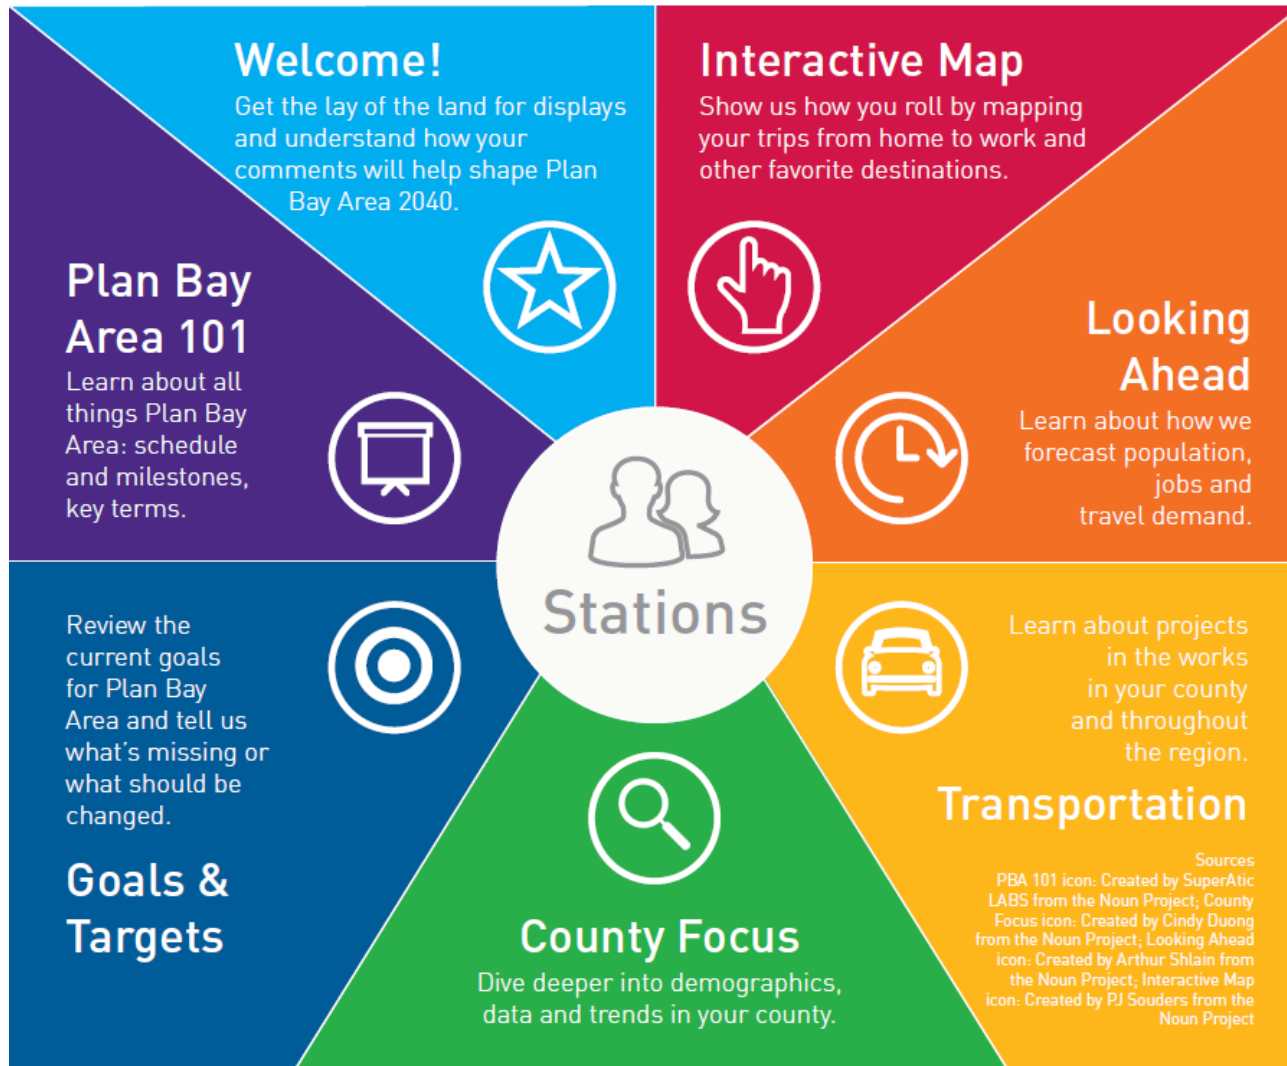 Welcome!
Get the lay of the land for displays
and understand how your
comments will help shape Plan
Bay Area 2040.
Interactive Map
Show us how you roll by mapping
your trips from home to work and
other favorite destinations.
Looking
Ahead
Learn about how we
forecast population,
jobs and
travel demand.
Learn about projects
in the works
in your county
and throughout
the region.
Transportation
Sources
PBA 101 icon: Created by SuperAtic
LABS from the Noun Project; County
Focus icon: Created by Cindy Duong
from the Noun Project; Looking Ahead
icon: Created by Arthur Shlain from
the Noun Project; Interactive Map
icon: Created by PJ Souders from the
Noun Project
County Focus
Dive deeper into demographics,
data and trends in your county.
Review the
current goals
for Plan Bay
Area and tell us
what's missing or
what should be
changed.
Goals &
Targets
Plan Bay
Area 101
Learn about all
things Plan Bay
Area: schedule
and milestones,
key terms.
Stations